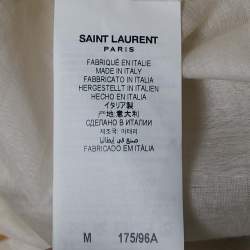 SAINT LAURENT
PARIS
FABRIQUÉ EN ITALIE
MADE IN ITALY
FABBRICATO IN ITALIA
HERGESTELLT IN ITALIEN
HECHO EN ITALIA
イタリア製
产地:意大利
СДЕЛАНО В ИТАЛИИ
제조국: 이태리
صنع في إيطاليا
FABRICADO EM ITÁLIA
M 175/96A